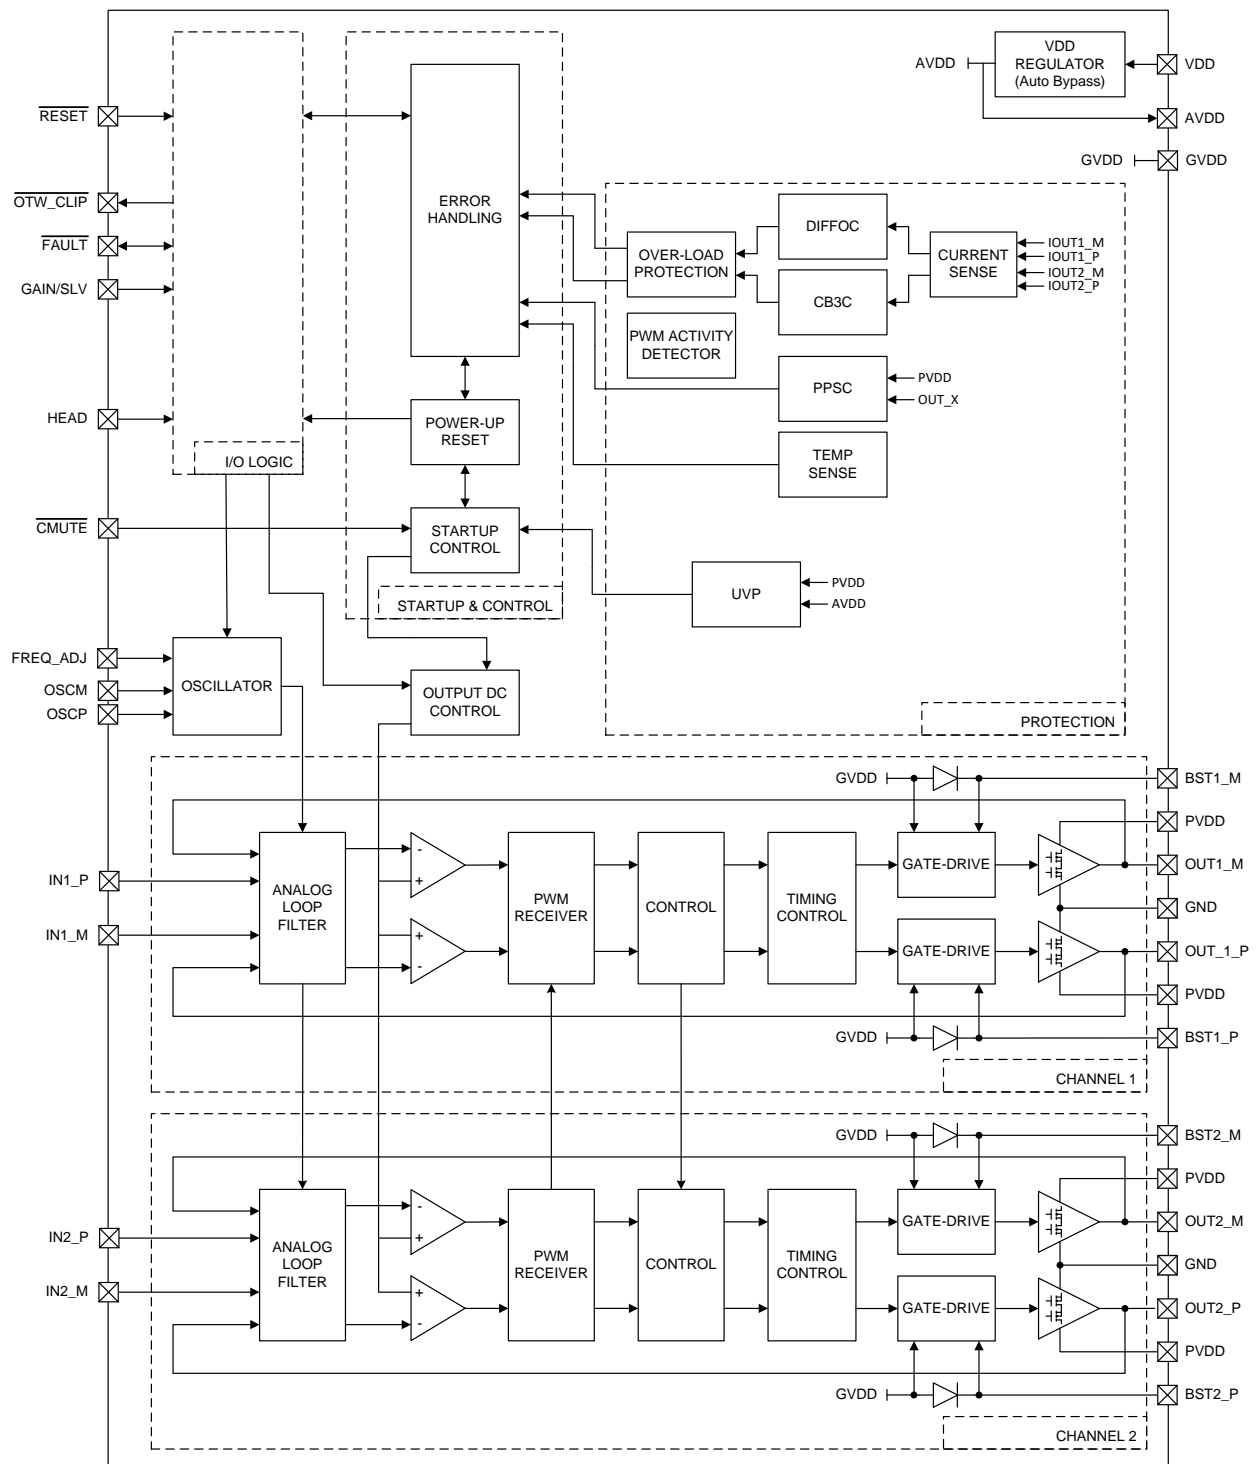 VDD
REGULATOR
(Auto Bypass)
AVDD
VDD
AVDD
GVDD
GVDD
RESET
OTW_CLIP
FAULT
GAIN/SLV
HEAD
I/O LOGIC
ERROR
HANDLING
POWER-UP
RESET
CMUTE
STARTUP
CONTROL
STARTUP & CONTROL
OVER-LOAD
PROTECTION
DIFFOC
CB3C
CURRENT
SENSE
IOUT1_M
IOUT1_P
IOUT2_M
IOUT2_P
PWM ACTIVITY
DETECTOR
PPSC
PVDD
OUT_X
TEMP
SENSE
UVP
PVDD
AVDD
PROTECTION
FREQ_ADJ
OSCM
OSCP
OSCILLATOR
OUTPUT DC
CONTROL
GVDD
BST1_M
PVDD
IN1_P
IN1_M
ANALOG
LOOP
FILTER
-
+
+
-
PWM
RECEIVER
CONTROL
TIMING
CONTROL
GATE-DRIVE
GATE-DRIVE
OUT1_M
GND
OUT_1_P
PVDD
GVDD
BST1_P
CHANNEL 1
GVDD
BST2_M
PVDD
IN2_P
IN2_M
ANALOG
LOOP
FILTER
-
+
+
-
PWM
RECEIVER
CONTROL
TIMING
CONTROL
GATE-DRIVE
GATE-DRIVE
OUT2_M
GND
OUT2_P
PVDD
GVDD
BST2_P
CHANNEL 2